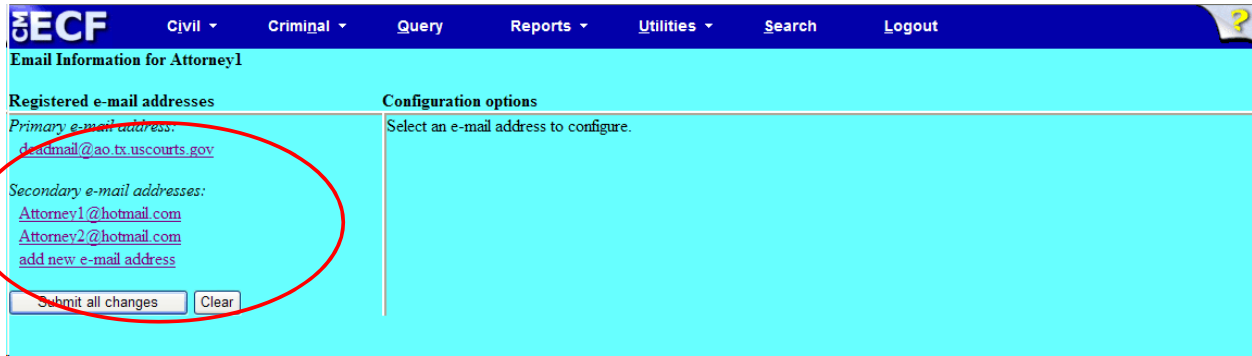 CM ECF Civil Criminal Query Reports Utilities Search Logout ?
Email Information for Attorney1
Registered e-mail addresses
Configuration options
Primary e-mail address:
deadmail@ao.tx.uscourts.gov
Secondary e-mail addresses:
Attorney1@hotmail.com
Attorney2@hotmail.com
add new e-mail address
Submit all changes Clear
Select an e-mail address to configure.